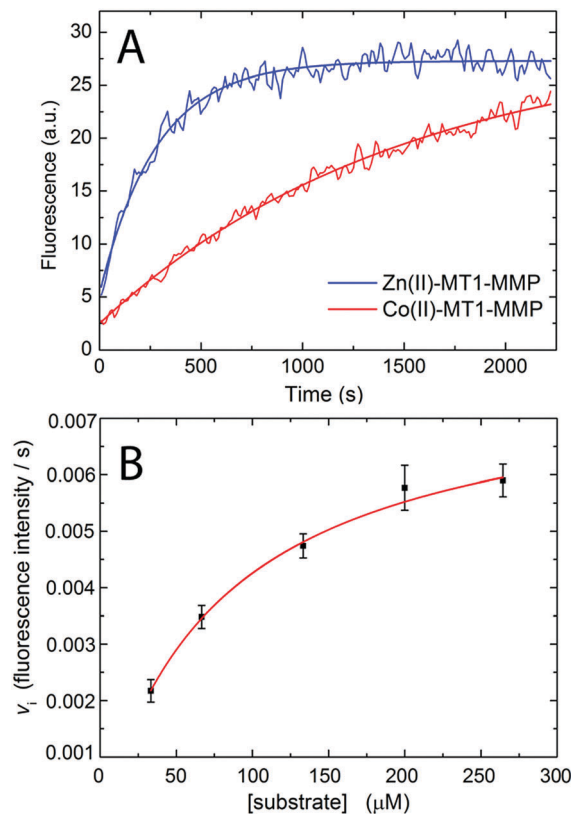 A
30
25
20
15
10
5
0
Fluorescence (a.u.)
Zn(II)-MT1-MMP
Co(II)-MT1-MMP
0 500 1000 1500 2000
Time (s)
B
0.007
0.006
0.005
0.004
0.003
0.002
0.001
vi (fluorescence intensity / s)
0 50 100 150 200 250 300
[substrate] (μM)